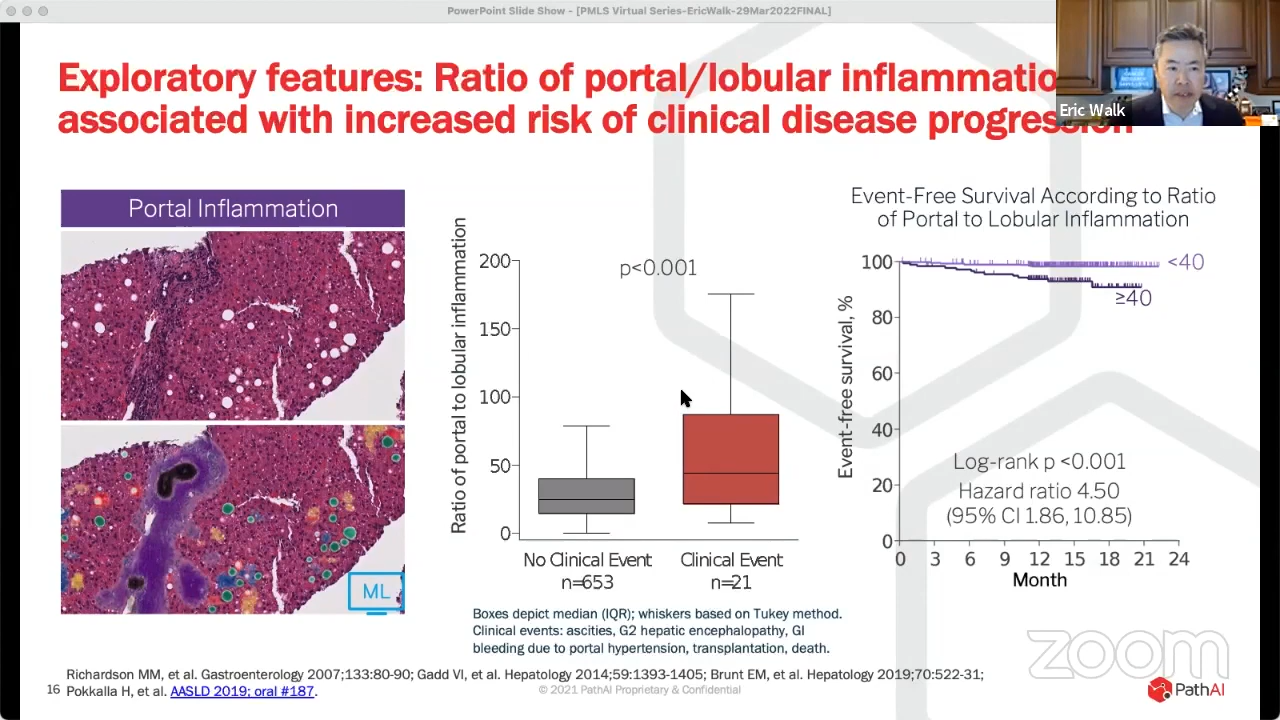 PowerPoint Slide Show - [PMLS Virtual Series-EricWalk-29Mar2022FINAL]
Exploratory features: Ratio of portal/lobular inflammatio
associated with increased risk of clinical disease progression
Eric Walk
Portal Inflammation
ML
Ratio of portal to lobular inflammation
200
150
100
50
0
p<0.001
No Clinical Event
n=653
Clinical Event
n=21
Boxes depict median (IQR); whiskers based on Tukey method.
Clinical events: ascities, G2 hepatic encephalopathy, GI
bleeding due to portal hypertension, transplantation, death.
Event-Free Survival According to Ratio
of Portal to Lobular Inflammation
Event-free survival, %
100
80
60
40
20
0
<40
≥40
Log-rank p <0.001
Hazard ratio 4.50
(95% CI 1.86, 10.85)
0 3 6 9 12 15 18 21 24
Month
zoom
Richardson MM, et al. Gastroenterology 2007;133:80-90; Gadd VI, et al. Hepatology 2014;59:1393-1405; Brunt EM, et al. Hepatology 2019;70:522-31;
16 Pokkalla H, et al. AASLD 2019; oral #187.
© 2021 PathAI Proprietary & Confidential
PathAI